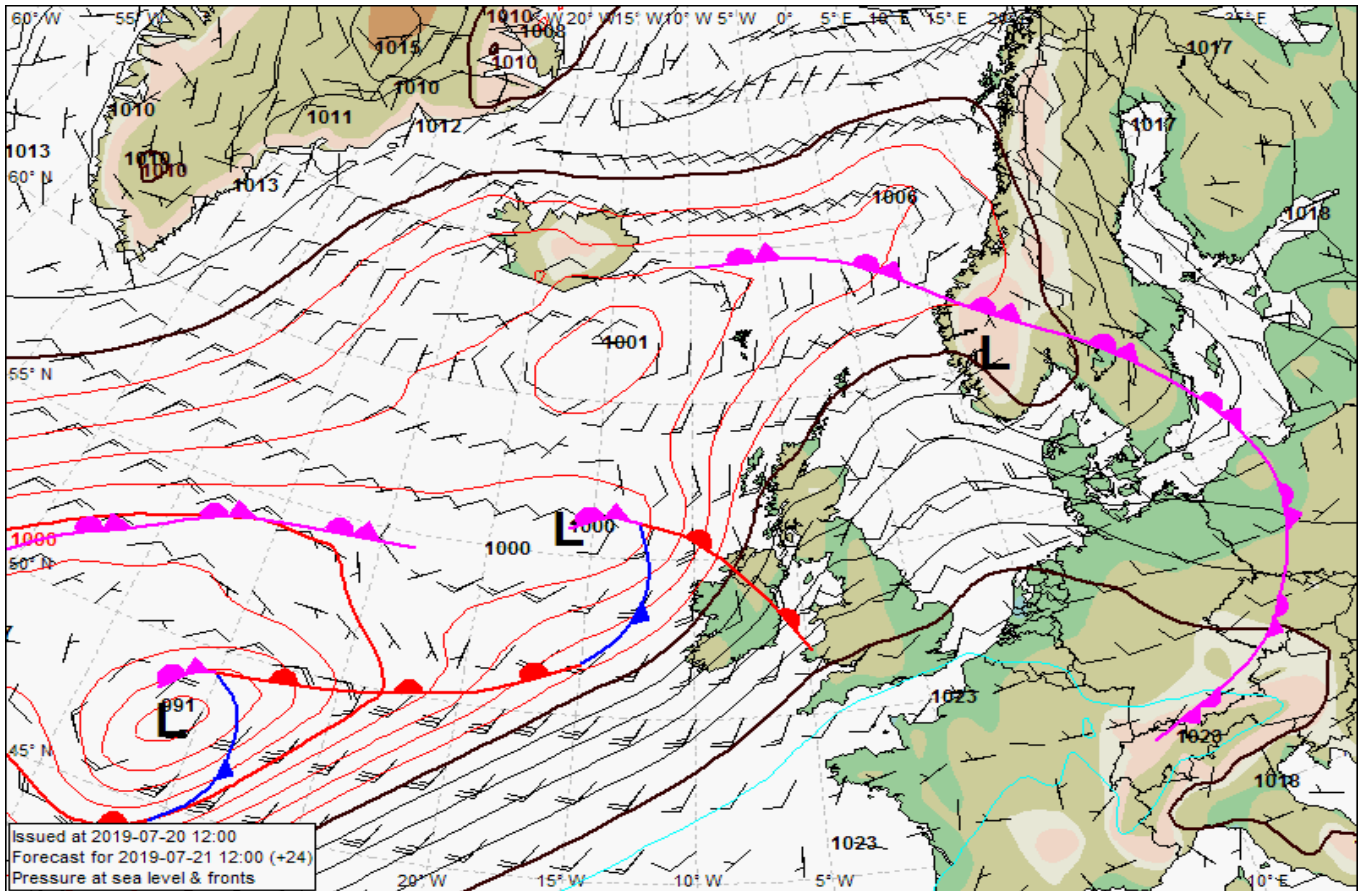 60° W
55° W
1010
20° W
15° W
10° W
5° W
0°
5° E
10° E
15° E
25° E
1008
1015
1010
1017
1010
1010
1011
1012
1017
1013
1010
1010
60° N
1013
1006
1018
1001
L
55° N
L
1000
1000
1000
50° N
991
L
1023
1023
45° N
1018
1023
Issued at 2019-07-20 12:00
Forecast for 2019-07-21 12:00 (+24)
Pressure at sea level & fronts
20° W
15° W
10° W
5° W
10° E